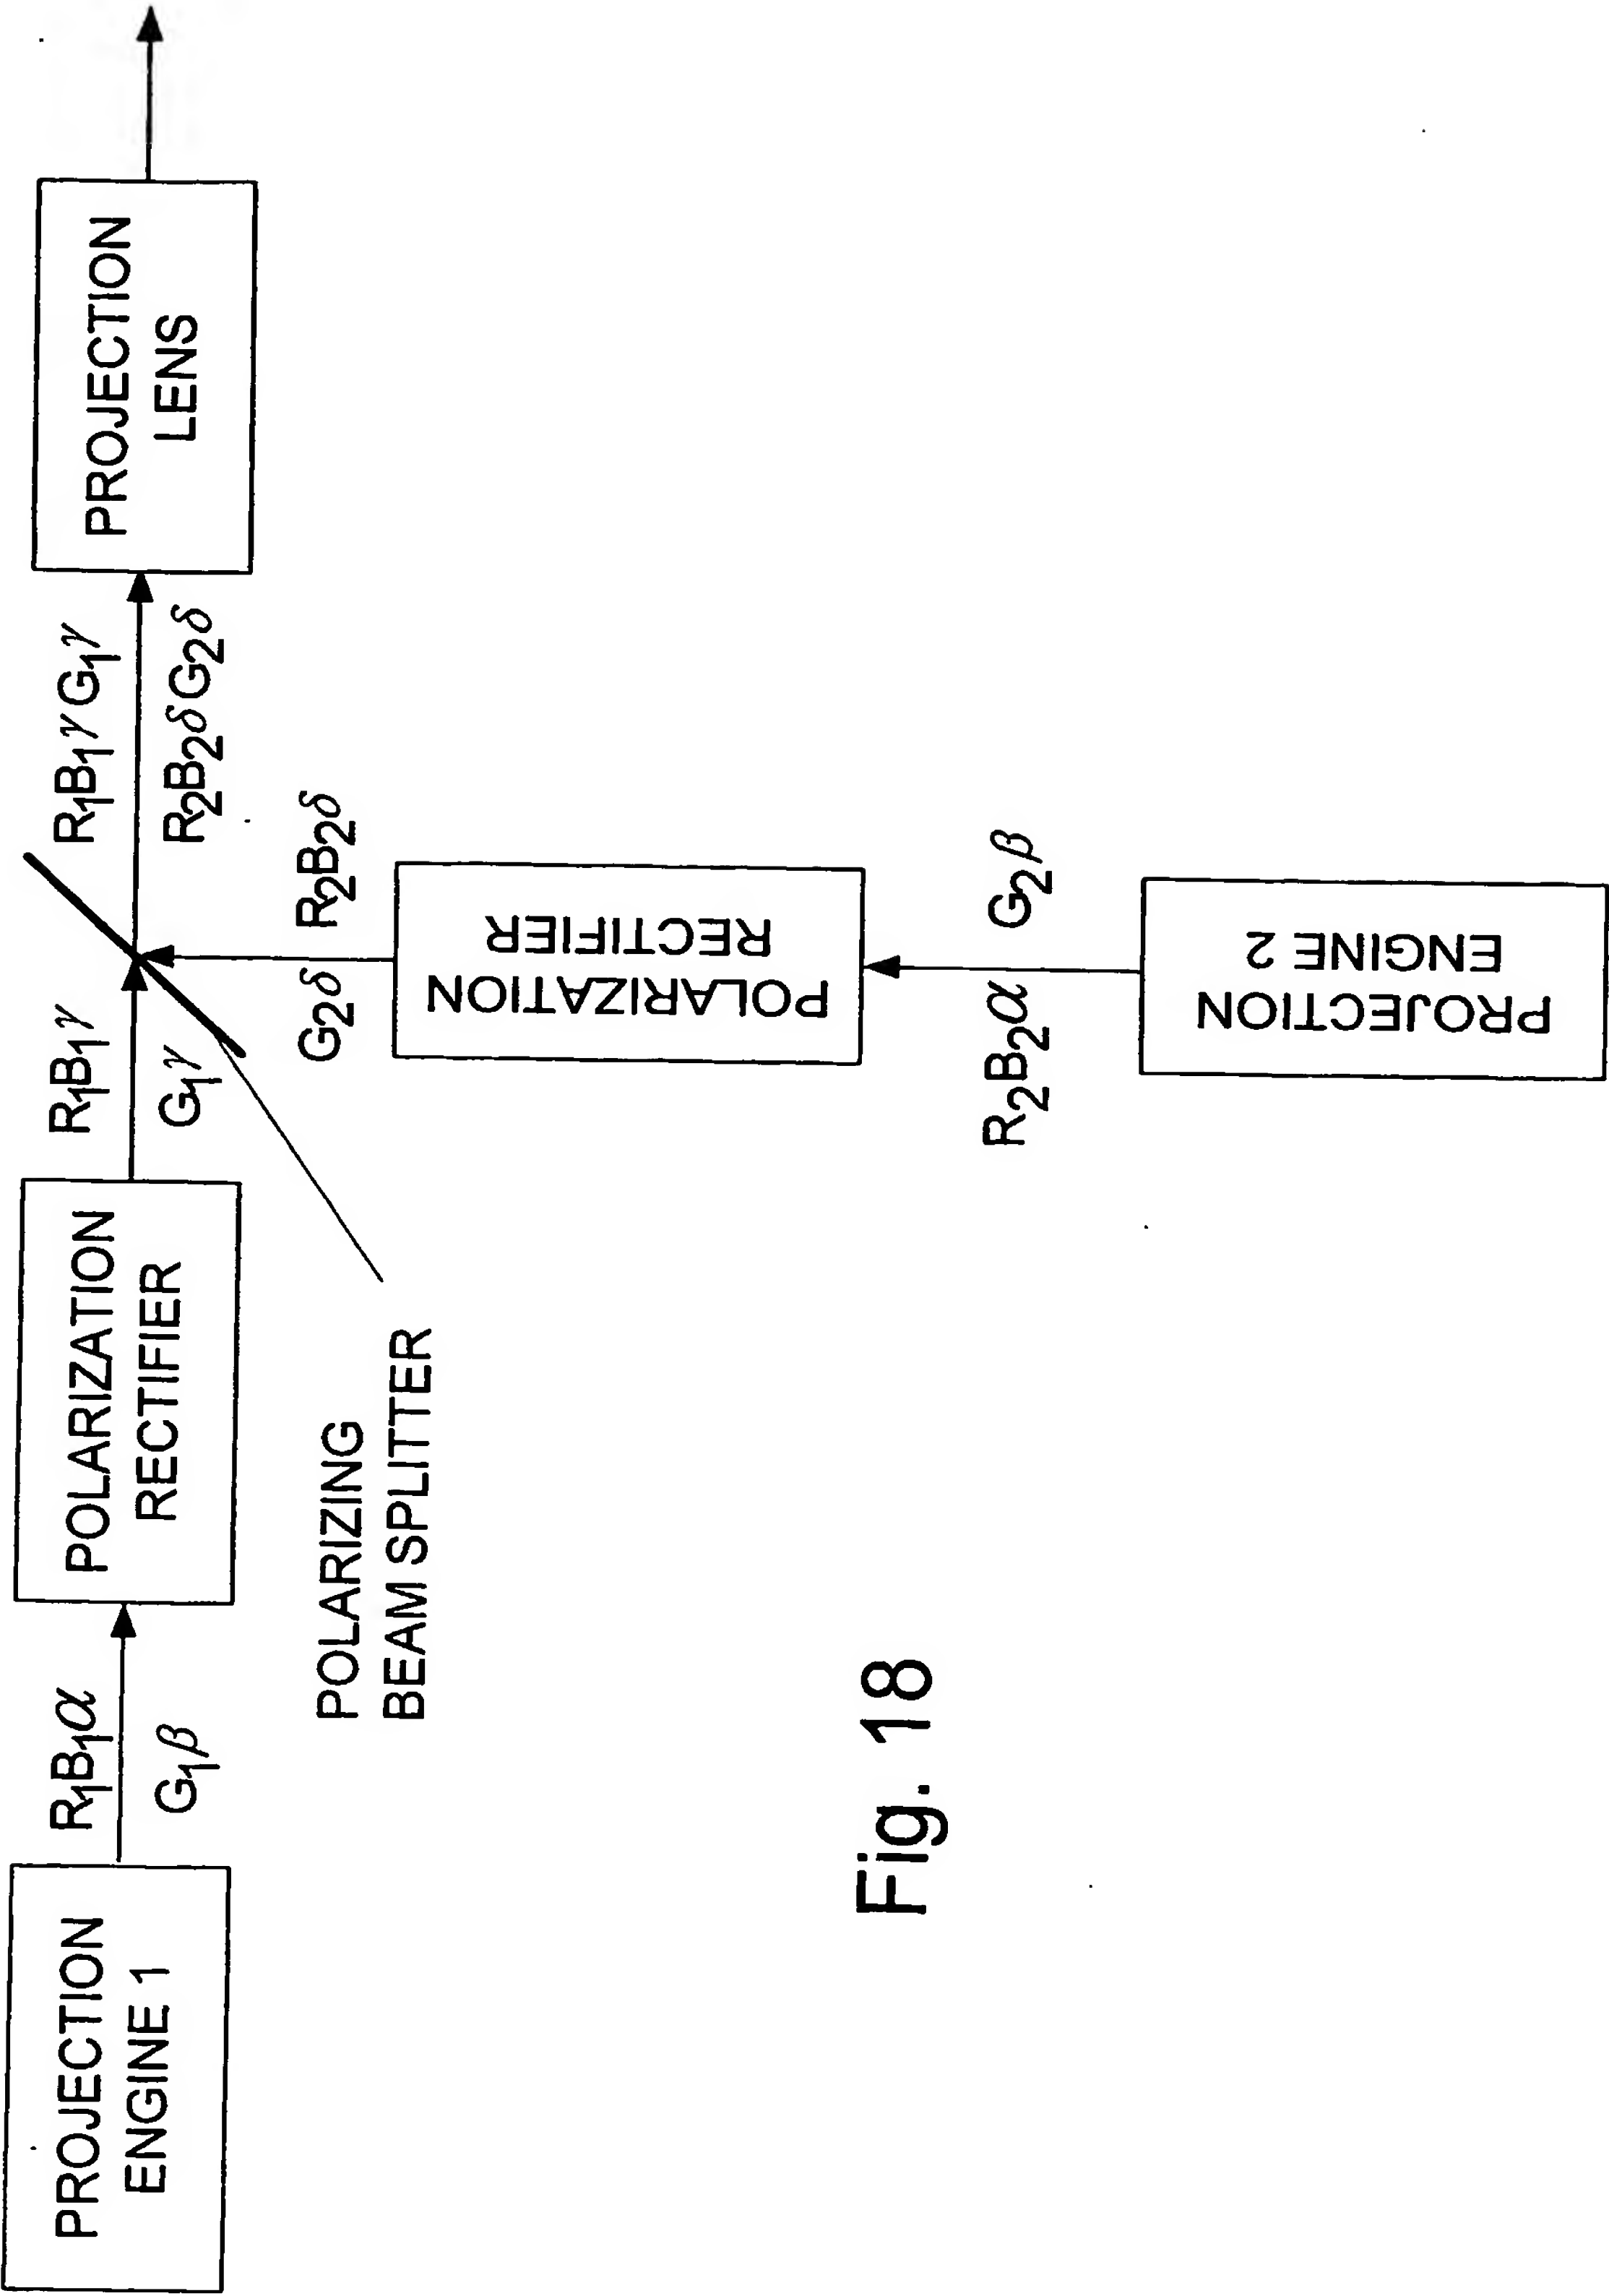 PROJECTION
ENGINE 1
R₁B₁α
G₁β
POLARIZATION
RECTIFIER
R₁B₁γ
G₁γ
POLARIZING
BEAM SPLITTER
R₁B₁γG₁γ
R₂B₂δG₂δ
PROJECTION
LENS
G₂δ
R₂B₂δ
POLARIZATION
RECTIFIER
R₂B₂α
G₂β
PROJECTION
ENGINE 2
Fig. 18